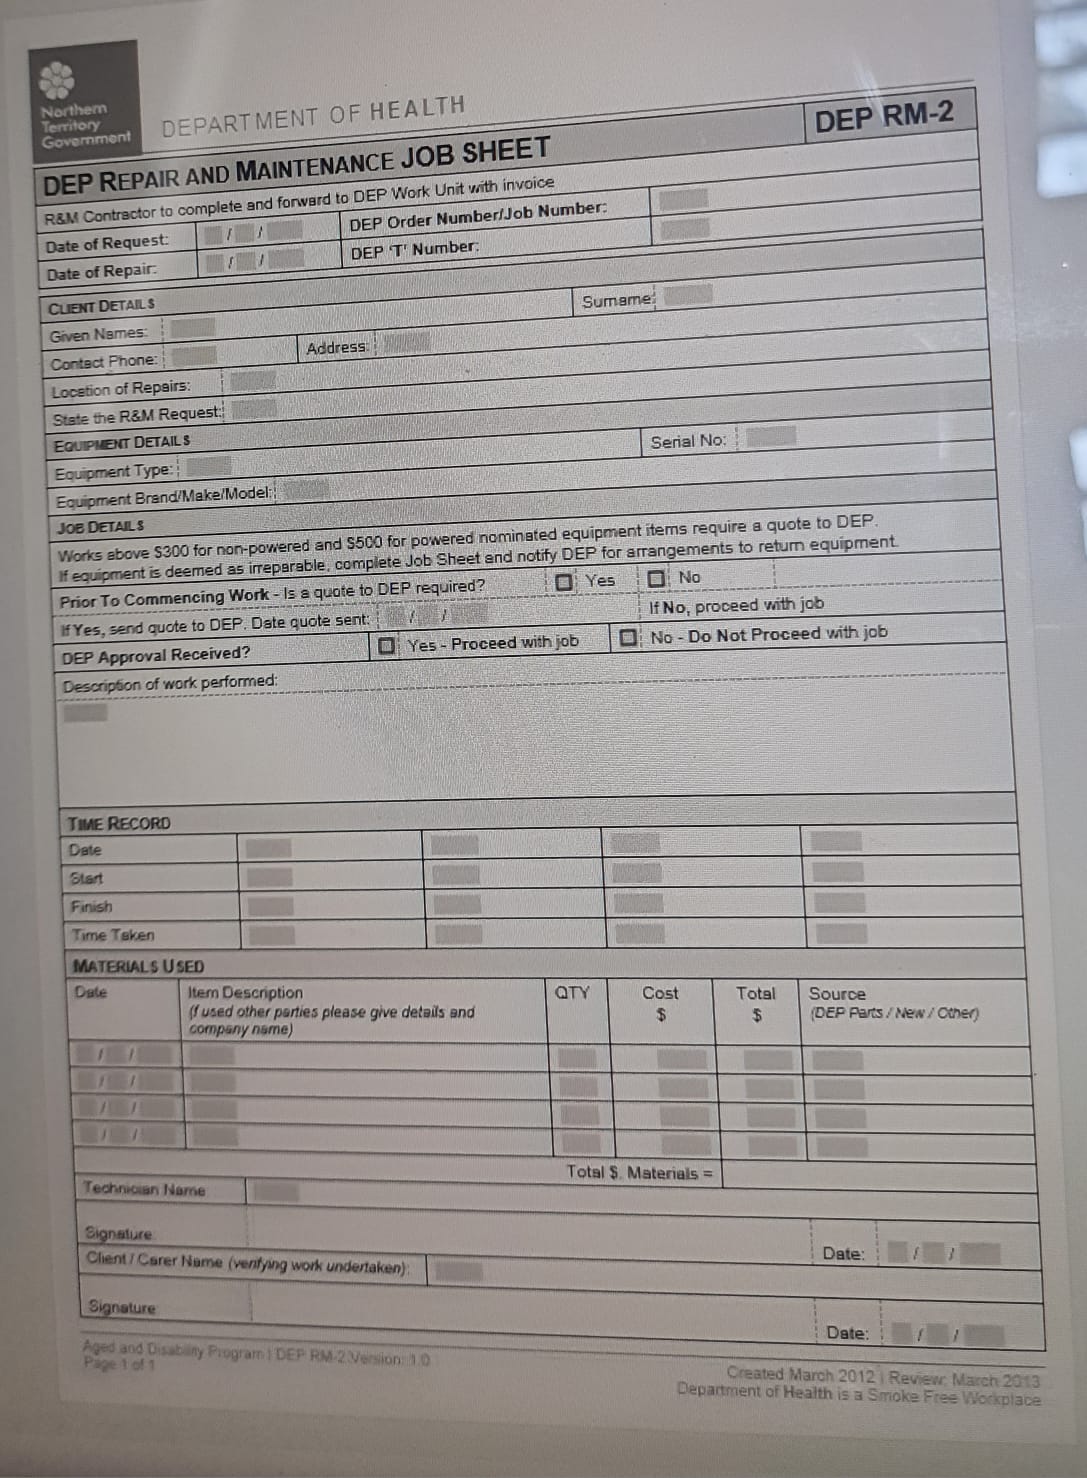 Northern
Territory
Government
DEPARTMENT OF HEALTH
DEP REPAIR AND MAINTENANCE JOB SHEET DEP RM-2
R&M Contractor to complete and forward to DEP Work Unit with invoice
Date of Request: / / DEP Order Number/Job Number:
Date of Repair: / / DEP 'T' Number:
CLIENT DETAILS
Given Names: Surname:
Contact Phone: Address:
Location of Repairs:
State the R&M Request:
EQUIPMENT DETAILS
Equipment Type: Serial No:
Equipment Brand/Make/Model:
JOB DETAILS
Works above $300 for non-powered and $500 for powered nominated equipment items require a quote to DEP.
If equipment is deemed as irreparable, complete Job Sheet and notify DEP for arrangements to return equipment.
Prior To Commencing Work - Is a quote to DEP required? Yes No
If Yes, send quote to DEP. Date quote sent: / / If No, proceed with job
DEP Approval Received? Yes - Proceed with job No - Do Not Proceed with job
Description of work performed:
TIME RECORD
Date
Start
Finish
Time Taken
MATERIALS USED
Date Item Description QTY Cost Total Source
(If used other parties please give details and $ $ (DEP Parts / New / Other)
company name)
/ /
/ /
/ /
/ /
Total $ Materials =
Technician Name
Signature Date: / /
Client / Carer Name (verifying work undertaken):
Signature Date: / /
Aged and Disability Program | DEP RM-2 Version: 1.0
Page 1 of 1
Created March 2012 | Review: March 2013
Department of Health is a Smoke Free Workplace